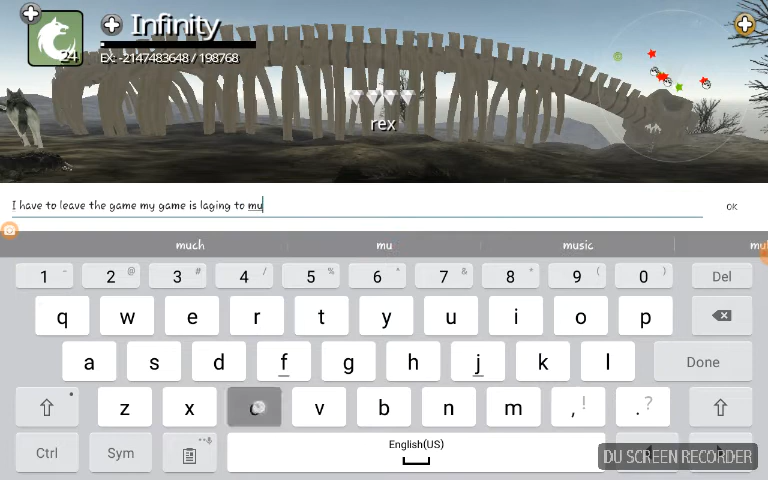 Infinity
24
EX: -2147483648 / 198768
rex
I have to leave the game my game is laging to mu
OK
much mu music mu
1 - 2 @ 3 # 4 / 5 % 6 ^ 7 & 8 * 9 ( 0 ) Del
q w e r t y u i o p
a s d f g h j k l Done
z x c v b n m , ! . ?
Ctrl Sym English(US)
DU SCREEN RECORDER